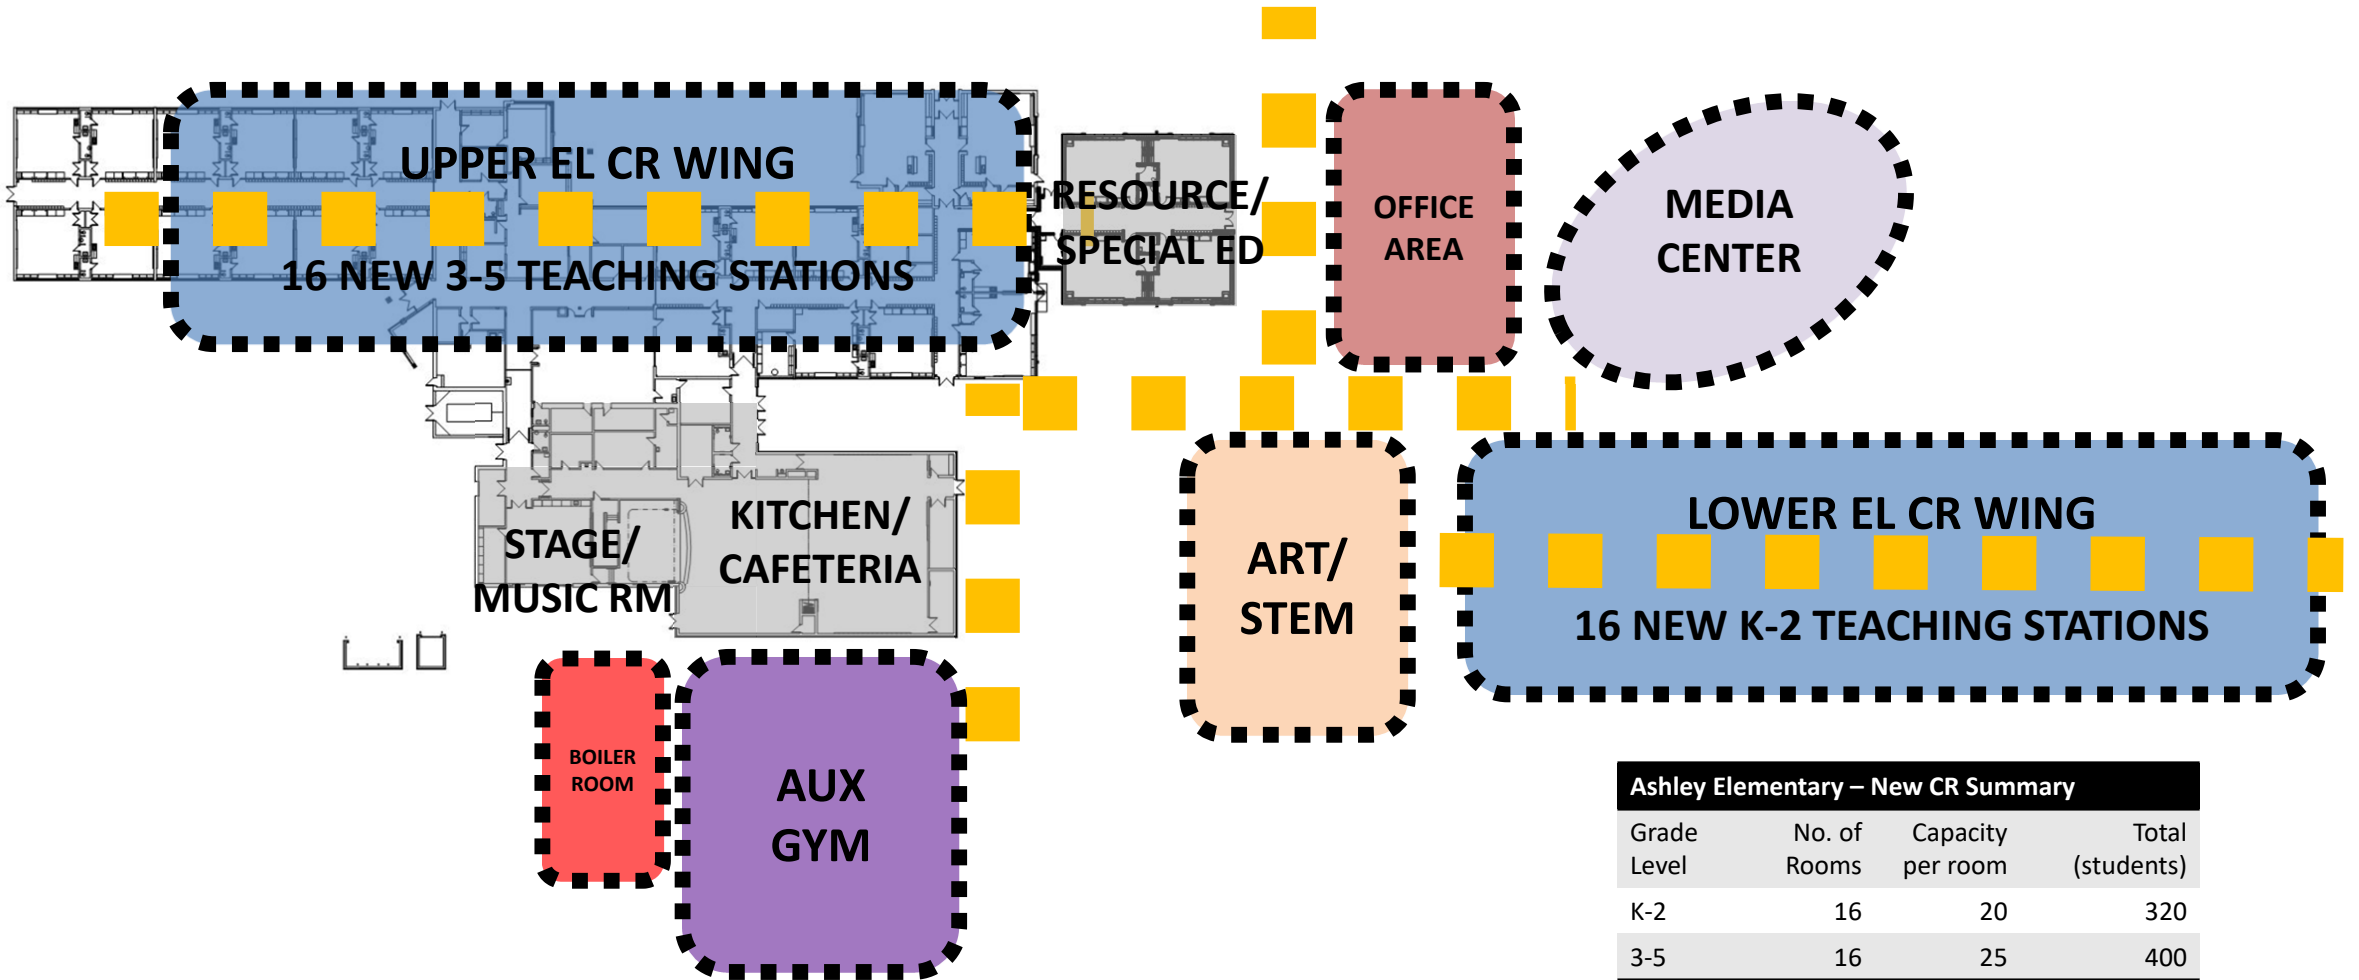 UPPER EL CR WING
16 NEW 3-5 TEACHING STATIONS
RESOURCE/
SPECIAL ED
OFFICE
AREA
MEDIA
CENTER
STAGE/
MUSIC RM
KITCHEN/
CAFETERIA
ART/
STEM
LOWER EL CR WING
16 NEW K-2 TEACHING STATIONS
BOILER
ROOM
AUX
GYM
Ashley Elementary – New CR Summary
Grade Level No. of Rooms Capacity per room Total (students)
K-2 16 20 320
3-5 16 25 400